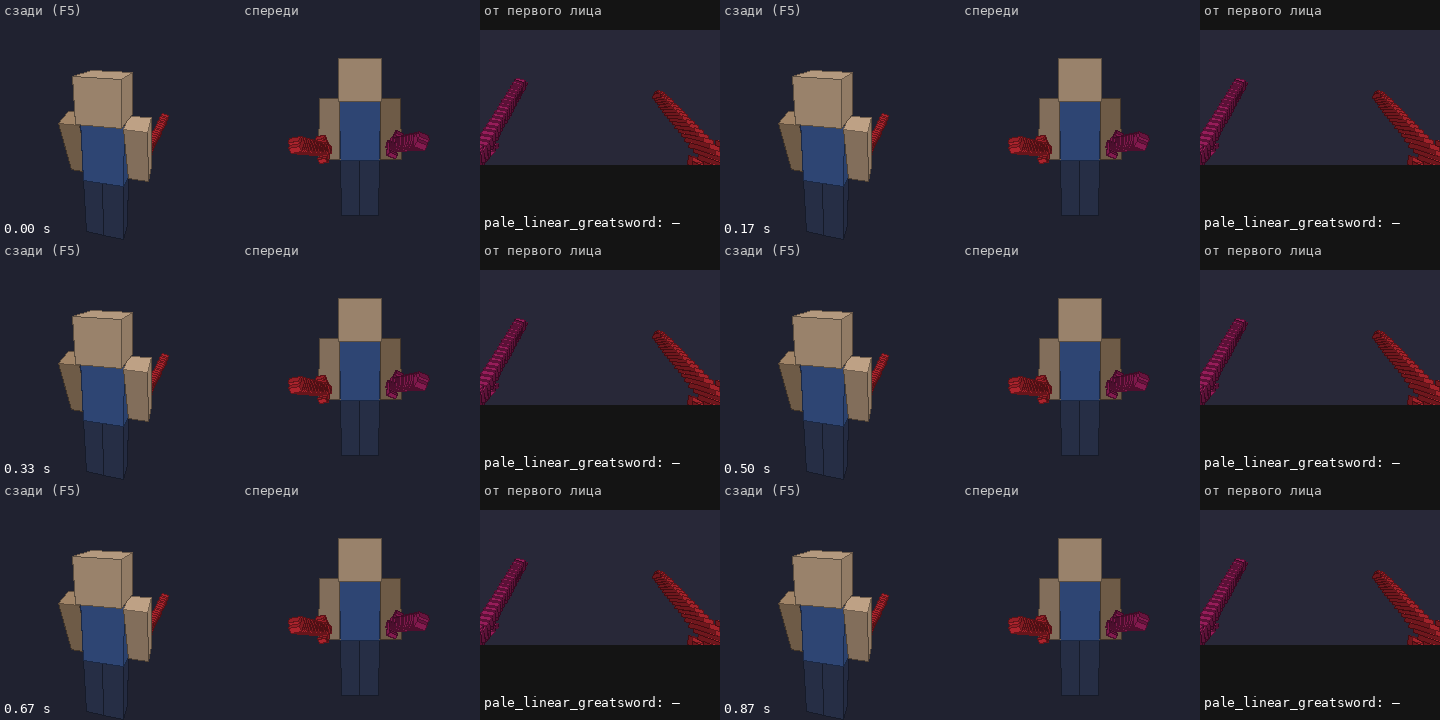 сзади (F5) спереди от первого лица сзади (F5) спереди от первого лица
pale_linear_greatsword: — pale_linear_greatsword: —
0.00 s 0.17 s
сзади (F5) спереди от первого лица сзади (F5) спереди от первого лица
pale_linear_greatsword: — pale_linear_greatsword: —
0.33 s 0.50 s
сзади (F5) спереди от первого лица сзади (F5) спереди от первого лица
pale_linear_greatsword: — pale_linear_greatsword: —
0.67 s 0.87 s